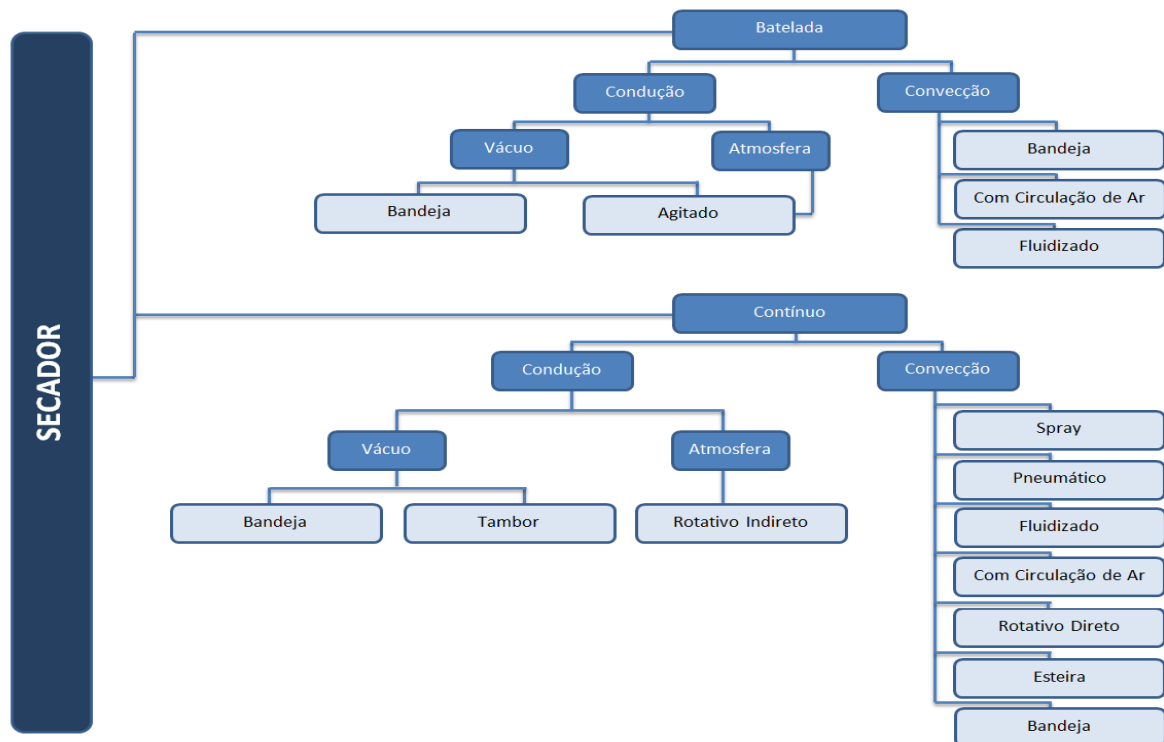 SECADOR
Batelada
Condução
Convecção
Vácuo
Atmosfera
Bandeja
Agitado
Bandeja
Com Circulação de Ar
Fluidizado
Contínuo
Condução
Convecção
Vácuo
Atmosfera
Bandeja
Tambor
Rotativo Indireto
Spray
Pneumático
Fluidizado
Com Circulação de Ar
Rotativo Direto
Esteira
Bandeja